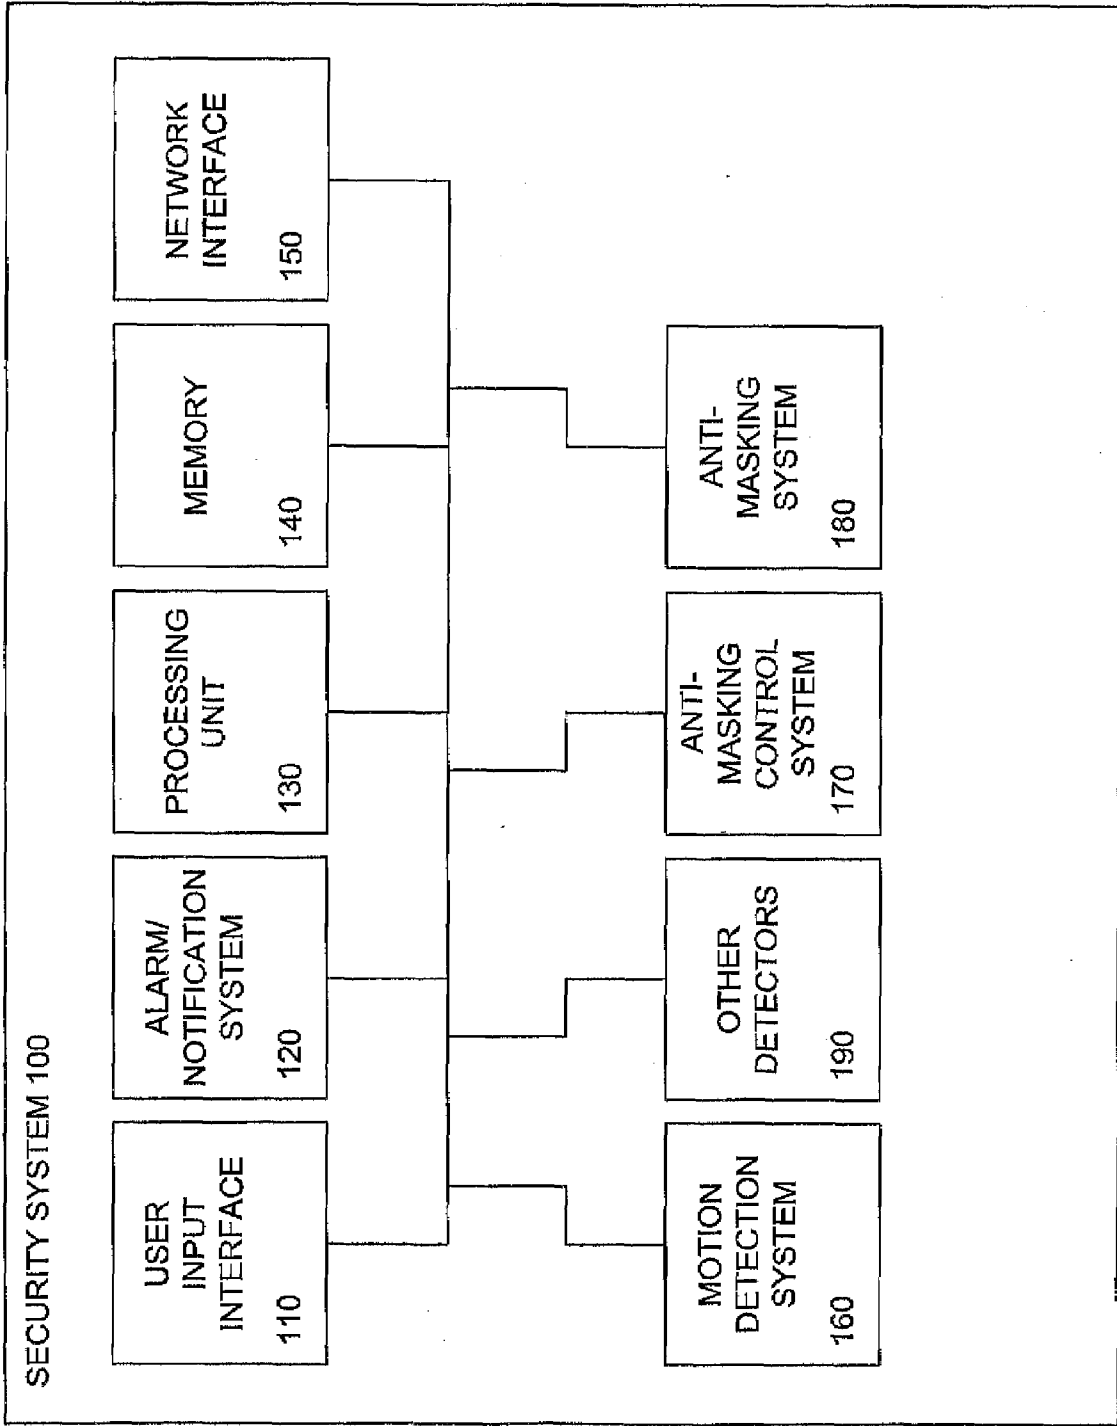 SECURITY SYSTEM 100
USER
INPUT
INTERFACE
110
ALARM/
NOTIFICATION
SYSTEM
120
PROCESSING
UNIT
130
MEMORY
140
NETWORK
INTERFACE
150
MOTION
DETECTION
SYSTEM
160
OTHER
DETECTORS
190
ANTI-
MASKING
CONTROL
SYSTEM
170
ANTI-
MASKING
SYSTEM
180